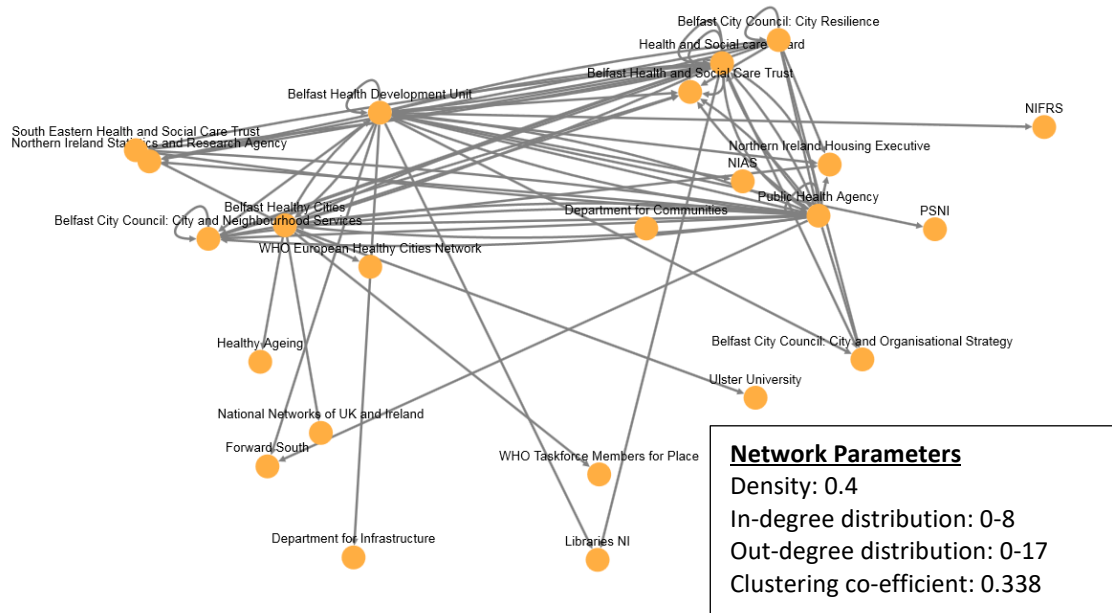 Belfast City Council: City Resilience
Health and Social care Board
Belfast Health and Social Care Trust
Belfast Health Development Unit
NIFRS
South Eastern Health and Social Care Trust
Northern Ireland Statistics and Research Agency
Northern Ireland Housing Executive
NIAS
Public Health Agency
Belfast Healthy Cities
Department for Communities
PSNI
Belfast City Council: City and Neighbourhood Services
WHO European Healthy Cities Network
Healthy Ageing
Belfast City Council: City and Organisational Strategy
Ulster University
National Networks of UK and Ireland
Forward South
WHO Taskforce Members for Place
Department for Infrastructure
Libraries NI
Network Parameters
Density: 0.4
In-degree distribution: 0-8
Out-degree distribution: 0-17
Clustering co-efficient: 0.338